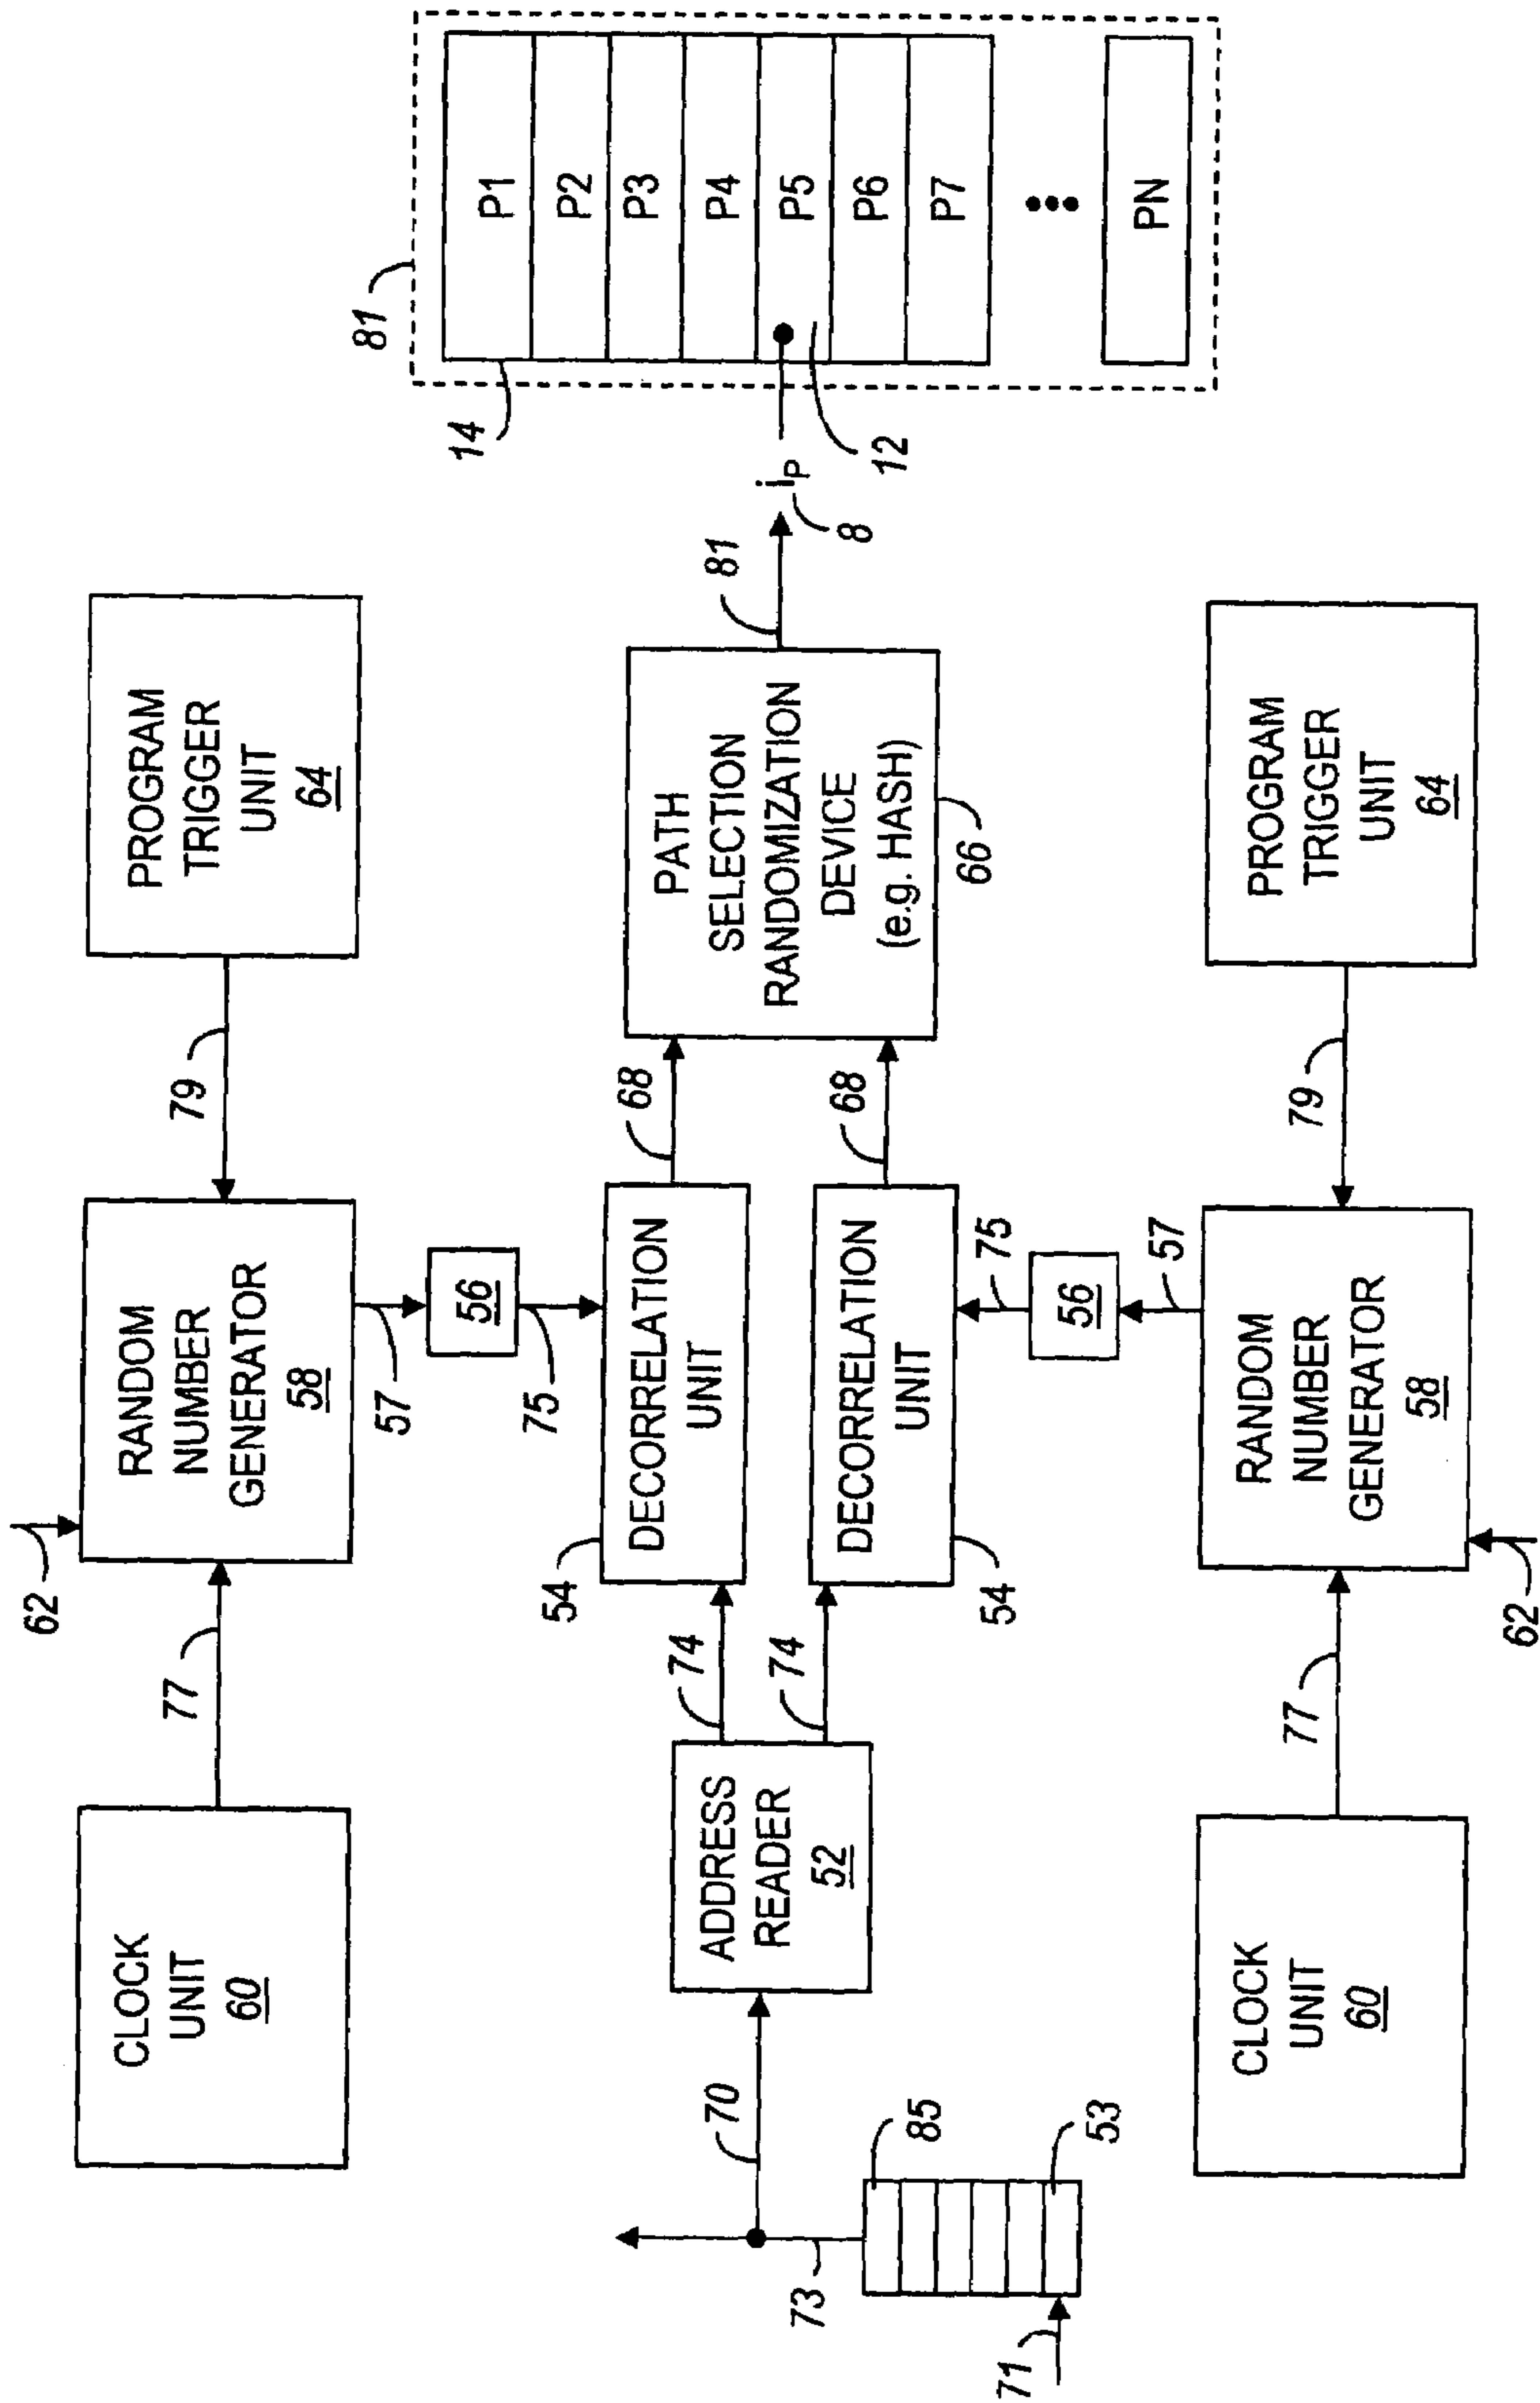 62
CLOCK
UNIT
60
77
RANDOM
NUMBER
GENERATOR
58
79
PROGRAM
TRIGGER
UNIT
64
57
56
75
71
73
85
53
70
ADDRESS
READER
52
74
74
54
DECORRELATION
UNIT
68
54
DECORRELATION
UNIT
68
PATH
SELECTION
RANDOMIZATION
DEVICE
(e.g. HASH)
66
81
iP
8
14
12
81
P1
P2
P3
P4
P5
P6
P7
PN
75
56
57
CLOCK
UNIT
60
77
RANDOM
NUMBER
GENERATOR
58
62
79
PROGRAM
TRIGGER
UNIT
64